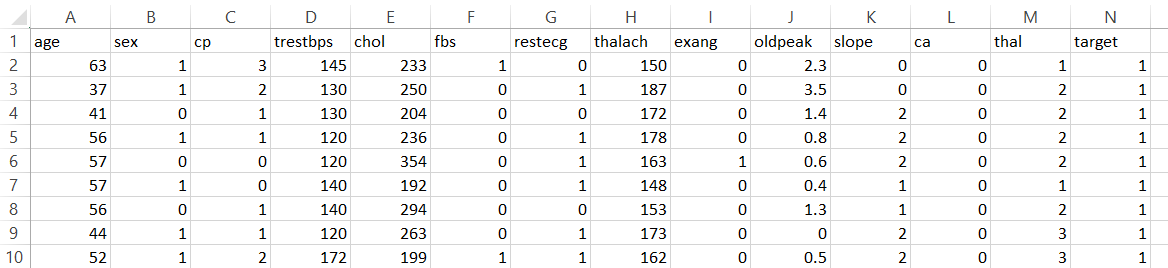 A B C D E F G H I J K L M N
1 age sex cp trestbps chol fbs restecg thalach exang oldpeak slope ca thal target
2 63 1 3 145 233 1 0 150 0 2.3 0 0 1 1
3 37 1 2 130 250 0 1 187 0 3.5 0 0 2 1
4 41 0 1 130 204 0 0 172 0 1.4 2 0 2 1
5 56 1 1 120 236 0 1 178 0 0.8 2 0 2 1
6 57 0 0 120 354 0 1 163 1 0.6 2 0 2 1
7 57 1 0 140 192 0 1 148 0 0.4 1 0 1 1
8 56 0 1 140 294 0 0 153 0 1.3 1 0 2 1
9 44 1 1 120 263 0 1 173 0 0 2 0 3 1
10 52 1 2 172 199 1 1 162 0 0.5 2 0 3 1